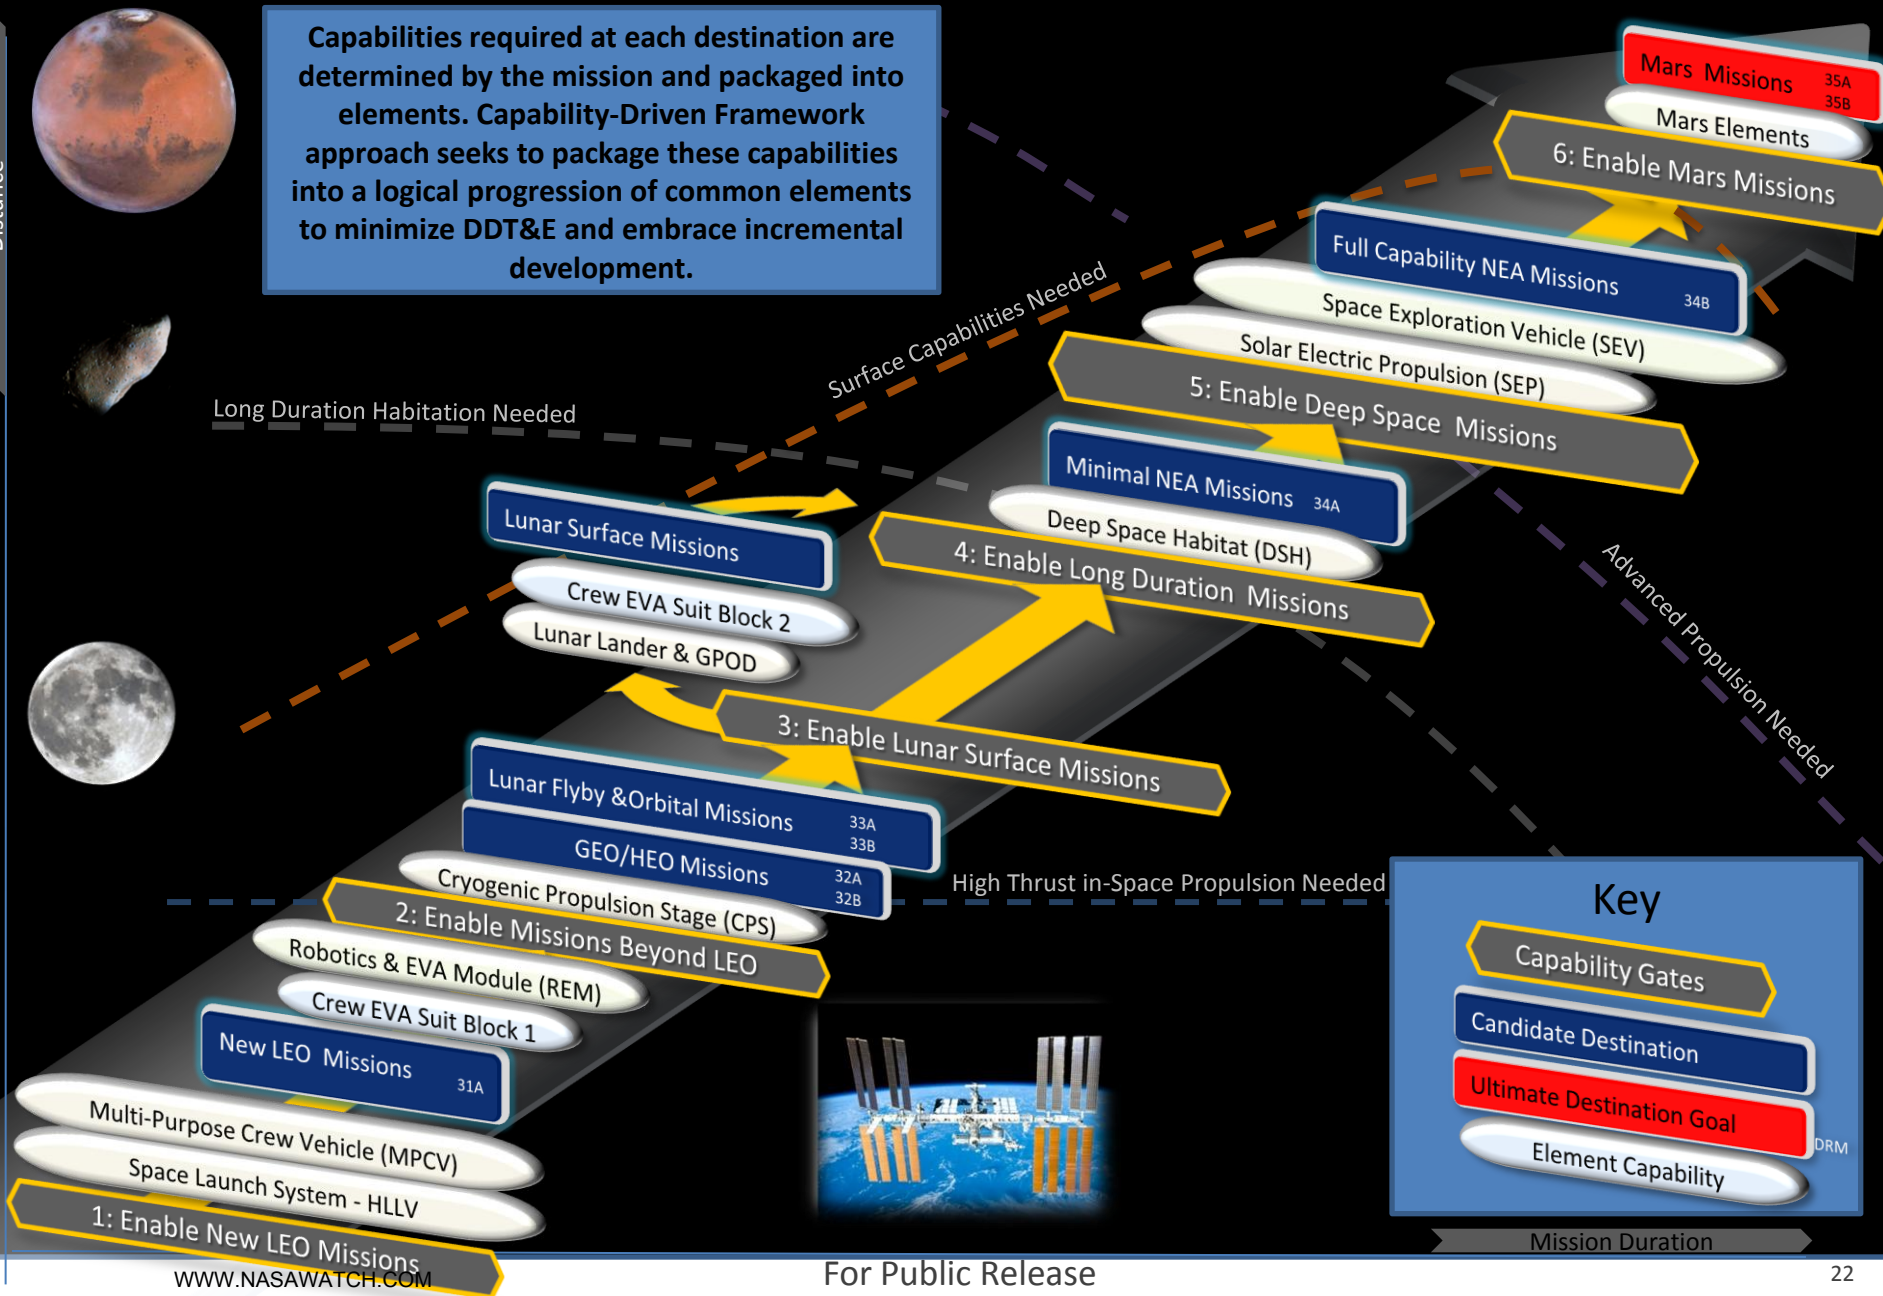 Capabilities required at each destination are
determined by the mission and packaged into
elements. Capability-Driven Framework
approach seeks to package these capabilities
into a logical progression of common elements
to minimize DDT&E and embrace incremental
development.
Mars Missions 35A
35B
Mars Elements
6: Enable Mars Missions
Full Capability NEA Missions 34B
Space Exploration Vehicle (SEV)
Solar Electric Propulsion (SEP)
5: Enable Deep Space Missions
Surface Capabilities Needed
Long Duration Habitation Needed
Minimal NEA Missions 34A
Deep Space Habitat (DSH)
4: Enable Long Duration Missions
Lunar Surface Missions
Crew EVA Suit Block 2
Lunar Lander & GPOD
Advanced Propulsion Needed
3: Enable Lunar Surface Missions
Lunar Flyby &Orbital Missions 33A
33B
GEO/HEO Missions 32A
32B
Cryogenic Propulsion Stage (CPS)
High Thrust in-Space Propulsion Needed
2: Enable Missions Beyond LEO
Robotics & EVA Module (REM)
Crew EVA Suit Block 1
New LEO Missions 31A
Multi-Purpose Crew Vehicle (MPCV)
Space Launch System - HLLV
1: Enable New LEO Missions
Key
Capability Gates
Candidate Destination
Ultimate Destination Goal
DRM
Element Capability
Mission Duration
WWW.NASAWATCH.COM
For Public Release
22